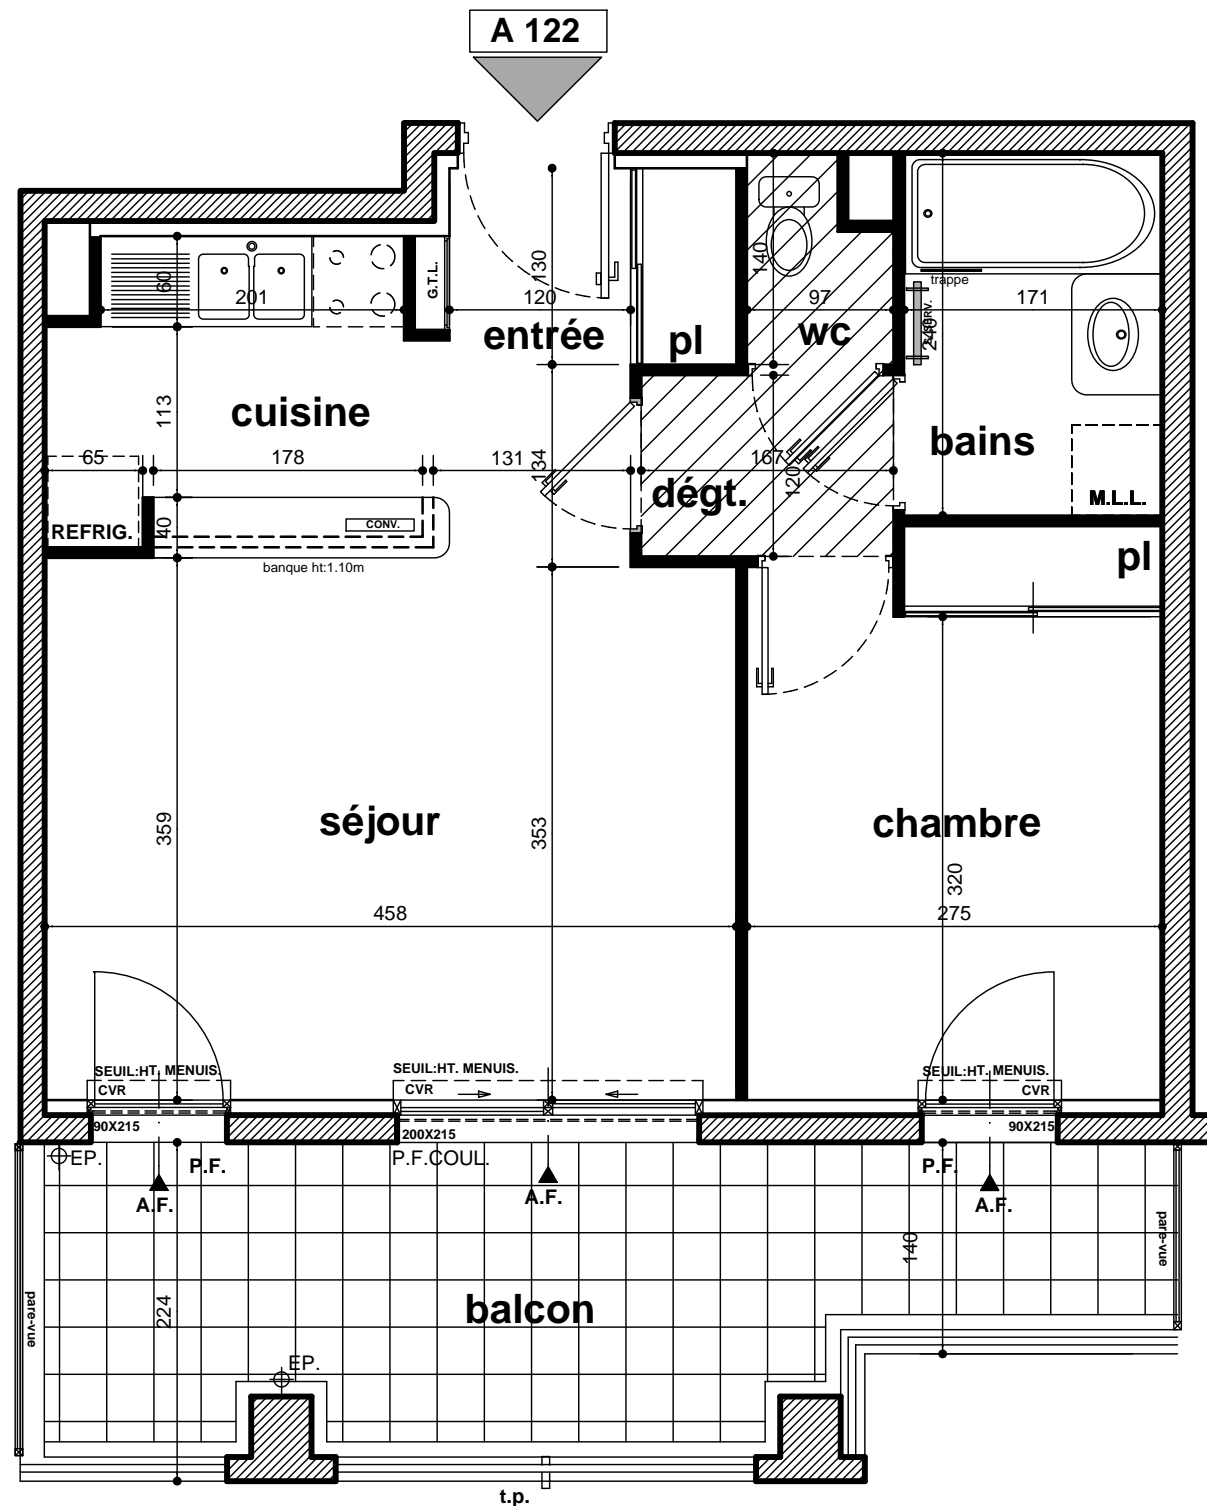 A 122
60
201
G.T.L.
130
120
entrée
pl
140
97
wc
trappe
171
240
cuisine
113
65
178
131
134
167
120
dégt.
bains
M.L.L.
REFRIG.
40
CONV.
banque ht:1.10m
pl
359
séjour
353
chambre
320
458
275
SEUIL:HT. MENUIS.
CVR
SEUIL:HT. MENUIS.
CVR
SEUIL:HT. MENUIS.
CVR
90X215
200X215
90X215
EP.
P.F.
P.F.COUL.
P.F.
A.F.
A.F.
A.F.
pare-vue
140
pare-vue
224
balcon
EP.
t.p.